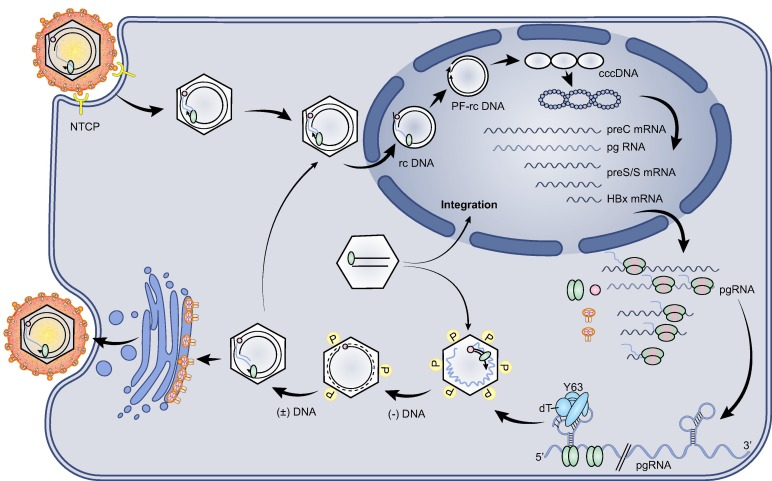 NTCP
rc DNA
PF-rc DNA
cccDNA
preC mRNA
pg RNA
preS/S mRNA
HBx mRNA
Integration
pgRNA
P
P
P
P
P
P
P
P
P
(±) DNA
(-) DNA
Y63
dT
5'
3'
pgRNA